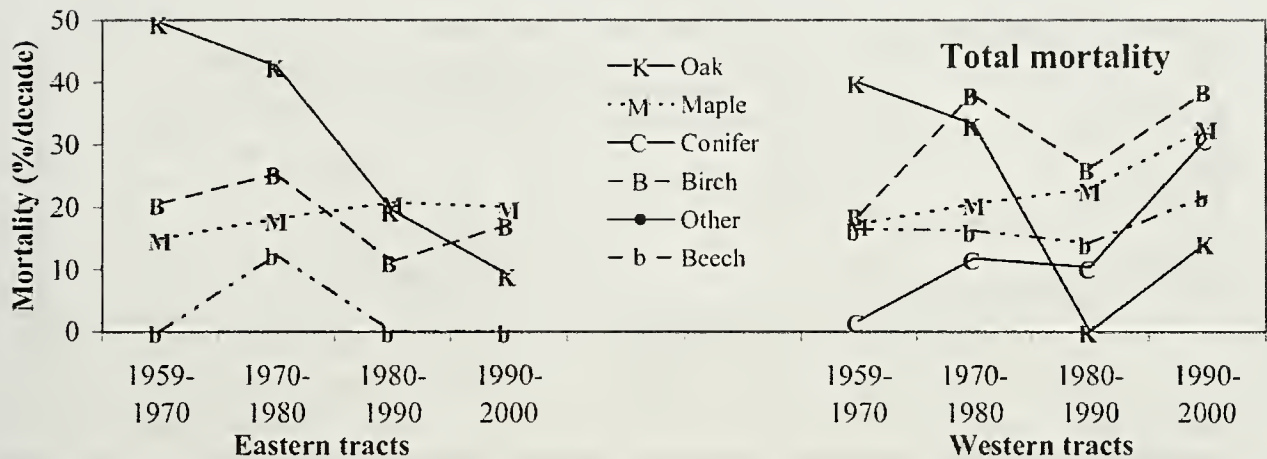 Total mortality
Mortality (%/decade)
50
40
30
20
10
0
K Oak
M Maple
C Conifer
B Birch
Other
b Beech
1959-1970
1970-1980
1980-1990
1990-2000
Eastern tracts
1959-1970
1970-1980
1980-1990
1990-2000
Western tracts